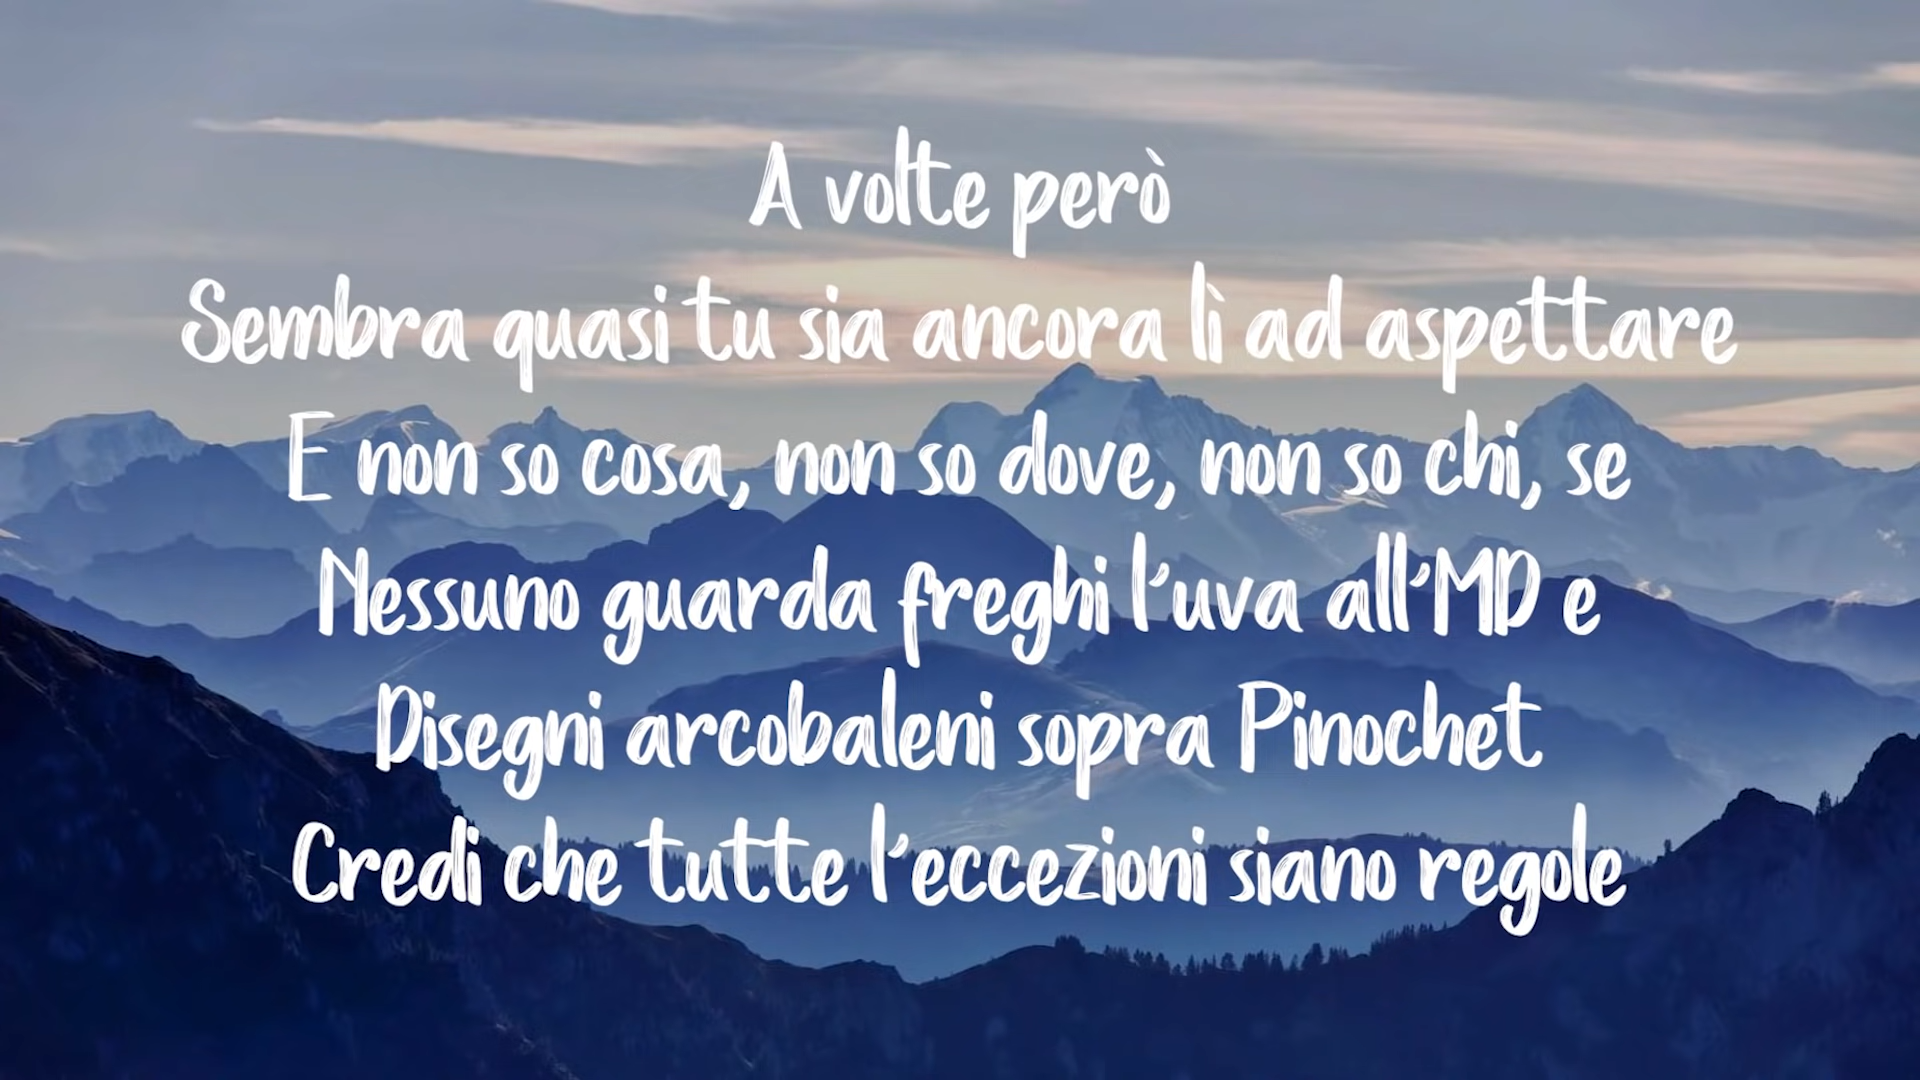 A volte però
Sembra quasi tu sia ancora lì ad aspettare
E non so cosa, non so dove, non so chi, se
Nessuno guarda freghi l'uva all'MD e
Disegni arcobaleni sopra Pinochet
Credi che tutte l'eccezioni siano regole